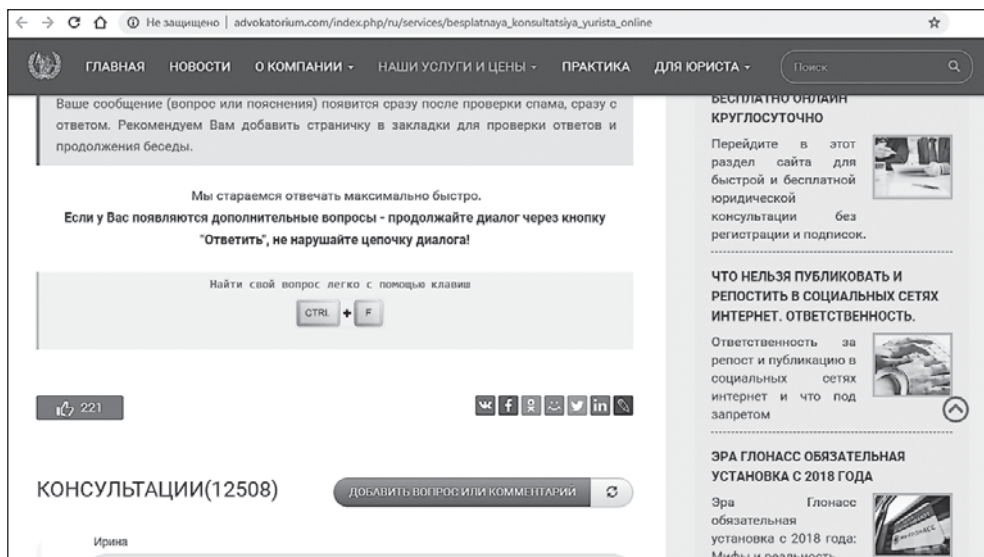 Не защищено | advokatorium.com/index.php/ru/services/besplatnaya_konsultatsiya_yurista_online
ГЛАВНАЯ НОВОСТИ О КОМПАНИИ НАШИ УСЛУГИ И ЦЕНЫ ПРАКТИКА ДЛЯ ЮРИСТА Поиск
Ваше сообщение (вопрос или пояснения) появится сразу после проверки спама, сразу с
ответом. Рекомендуем Вам добавить страничку в закладки для проверки ответов и
продолжения беседы.
Мы стараемся отвечать максимально быстро.
Если у Вас появляются дополнительные вопросы - продолжайте диалог через кнопку
"Ответить", не нарушайте цепочку диалога!
Найти свой вопрос легко с помощью клавиш
CTRL + F
221
КОНСУЛЬТАЦИИ(12508)
ДОБАВИТЬ ВОПРОС ИЛИ КОММЕНТАРИЙ
Ирина
БЕСПЛАТНО ОНЛАЙН
КРУГЛОСУТОЧНО
Перейдите в этот
раздел сайта для
быстрой и бесплатной
юридической
консультации без
регистрации и подписок.
ЧТО НЕЛЬЗЯ ПУБЛИКОВАТЬ И
РЕПОСТИТЬ В СОЦИАЛЬНЫХ СЕТЯХ
ИНТЕРНЕТ. ОТВЕТСТВЕННОСТЬ.
Ответственность за
репост и публикацию в
социальных сетях
интернет и что под
запретом
ЭРА ГЛОНАСС ОБЯЗАТЕЛЬНАЯ
УСТАНОВКА С 2018 ГОДА
Эра Глонасс
обязательная
установка с 2018 года:
Мифы и реальность